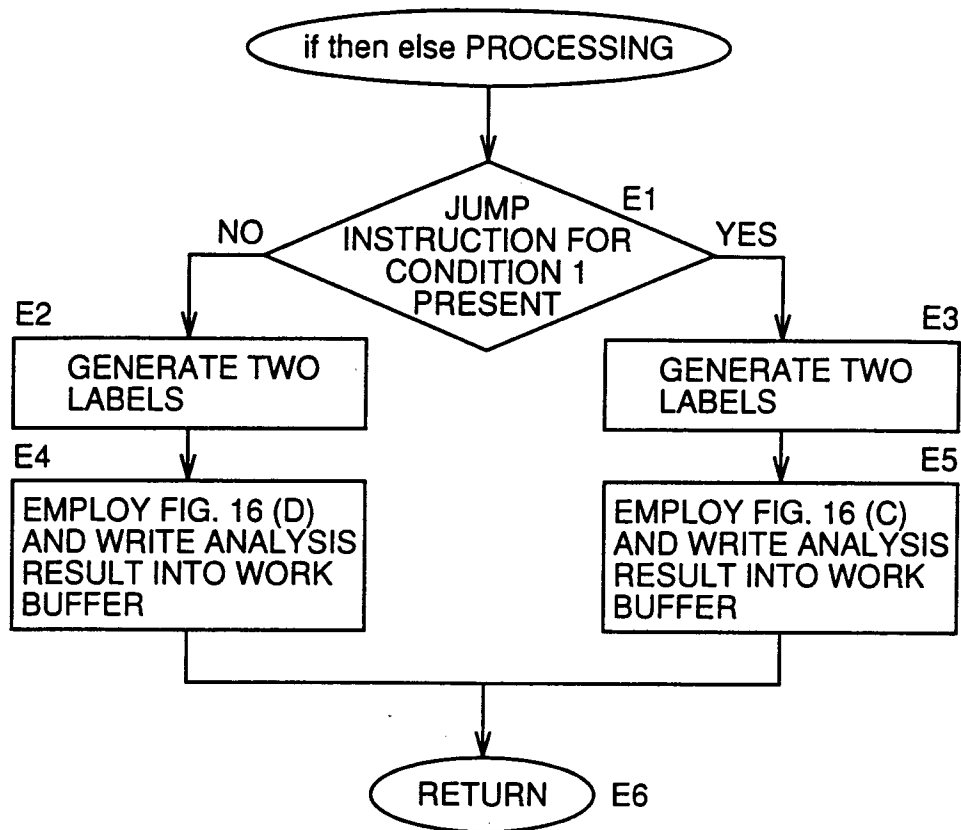 if then else PROCESSING
E1
JUMP
INSTRUCTION FOR
CONDITION 1
PRESENT
NO
YES
E2
GENERATE TWO
LABELS
E3
GENERATE TWO
LABELS
E4
EMPLOY FIG. 16 (D)
AND WRITE ANALYSIS
RESULT INTO WORK
BUFFER
E5
EMPLOY FIG. 16 (C)
AND WRITE ANALYSIS
RESULT INTO WORK
BUFFER
RETURN
E6